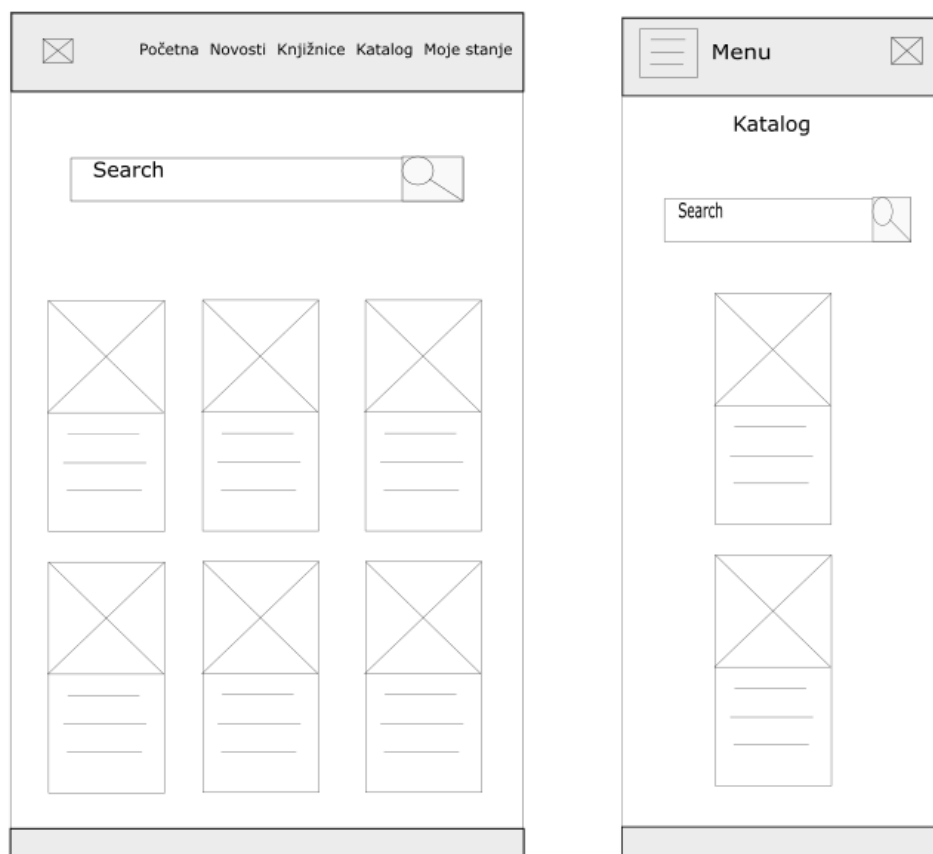 Početna Novosti Knjižnice Katalog Moje stanje
Search
Menu
Katalog
Search